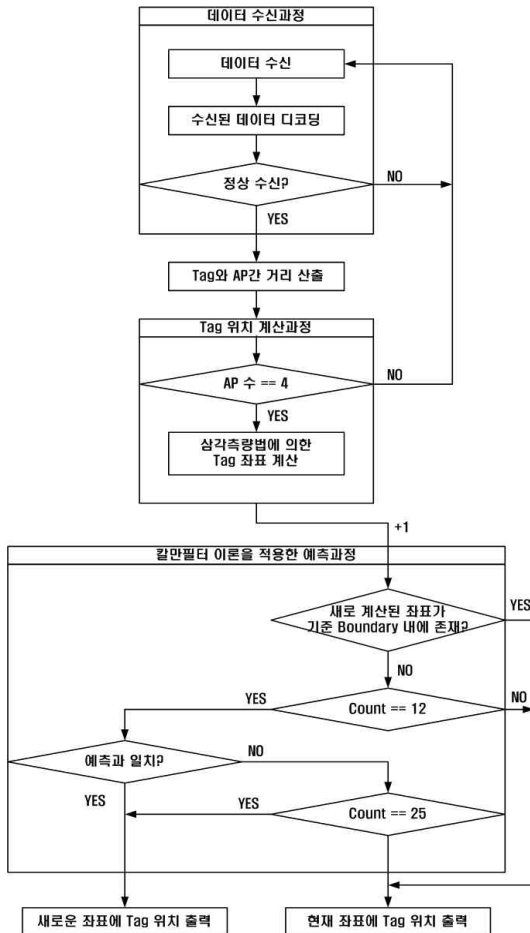 데이터 수신과정
데이터 수신
수신된 데이터 디코딩
정상 수신?
NO
YES
Tag와 AP간 거리 산출
Tag 위치 계산과정
AP 수 == 4
NO
YES
삼각측량법에 의한
Tag 좌표 계산
+1
칼만필터 이론을 적용한 예측과정
새로 계산된 좌표가
기준 Boundary 내에 존재?
YES
NO
YES
Count == 12
NO
예측과 일치?
NO
YES
YES
Count == 25
새로운 좌표에 Tag 위치 출력
현재 좌표에 Tag 위치 출력